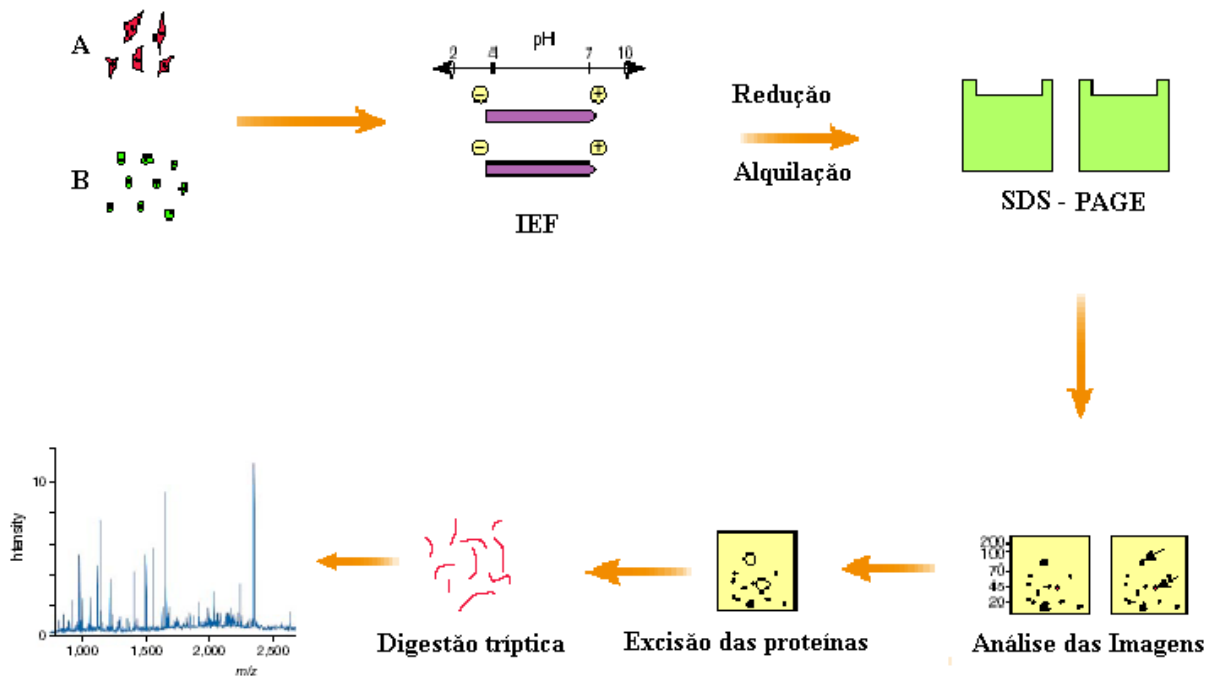 A
B
pH
2 4 7 10
− +
− +
IEF
Redução
Alquilação
SDS - PAGE
200
100
70
45
20
Análise das Imagens
Excisão das proteínas
Digestão tríptica
Intensity
10
0
1,000 1,500 2,000 2,500
m/z